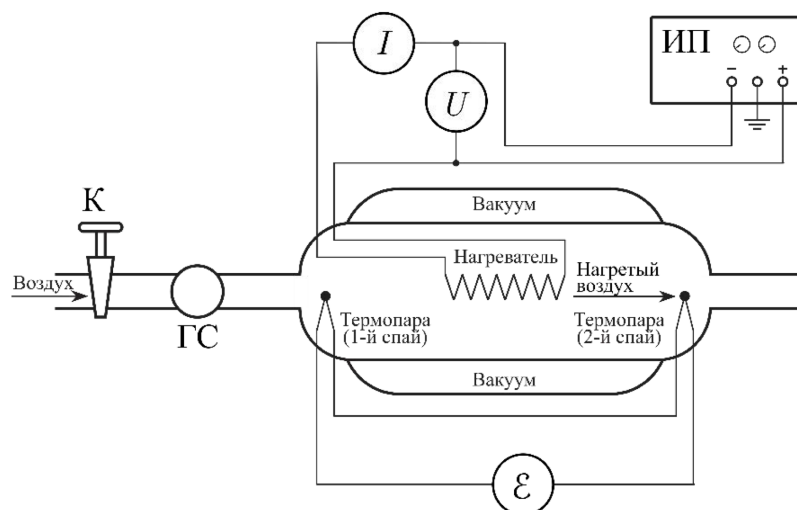 I
U
ИП
−
+
К
Воздух
ГС
Вакуум
Нагреватель
Нагретый
воздух
Термопара
(1-й спай)
Термопара
(2-й спай)
Вакуум
ℰ